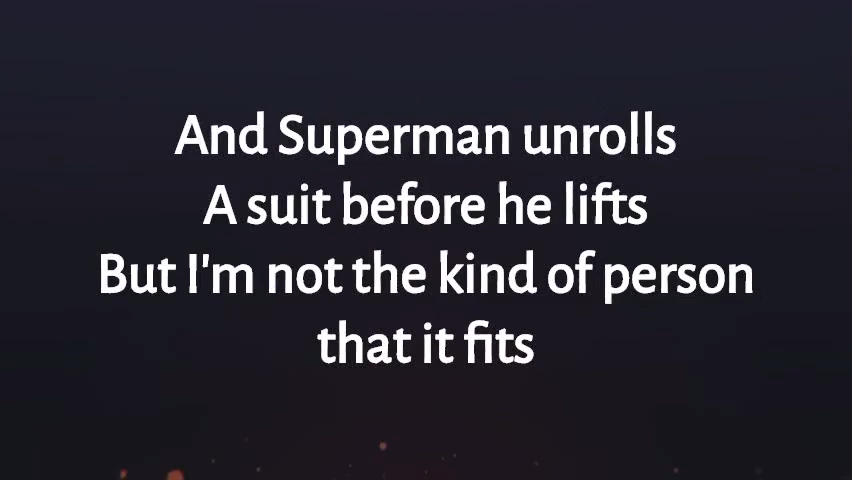 And Superman unrolls
A suit before he lifts
But I'm not the kind of person
that it fits